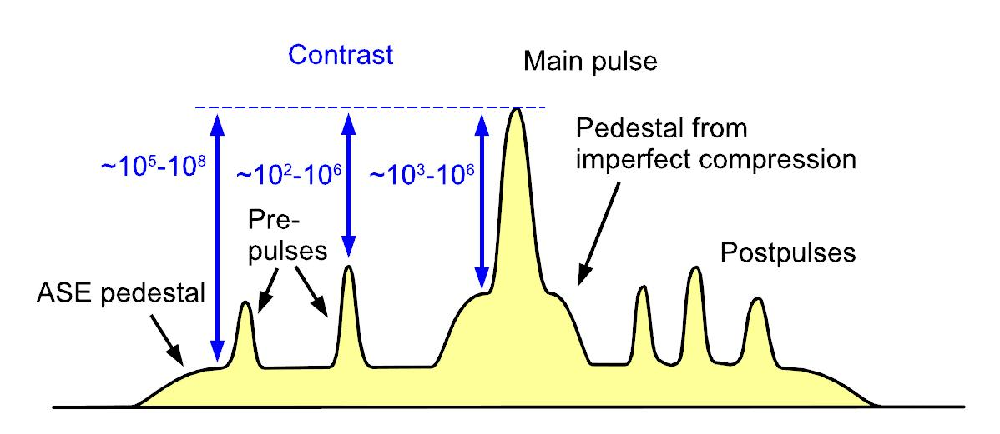 Contrast
Main pulse
Pedestal from
imperfect compression
~10⁵-10⁸
~10²-10⁶
~10³-10⁶
Pre-
pulses
Postpulses
ASE pedestal